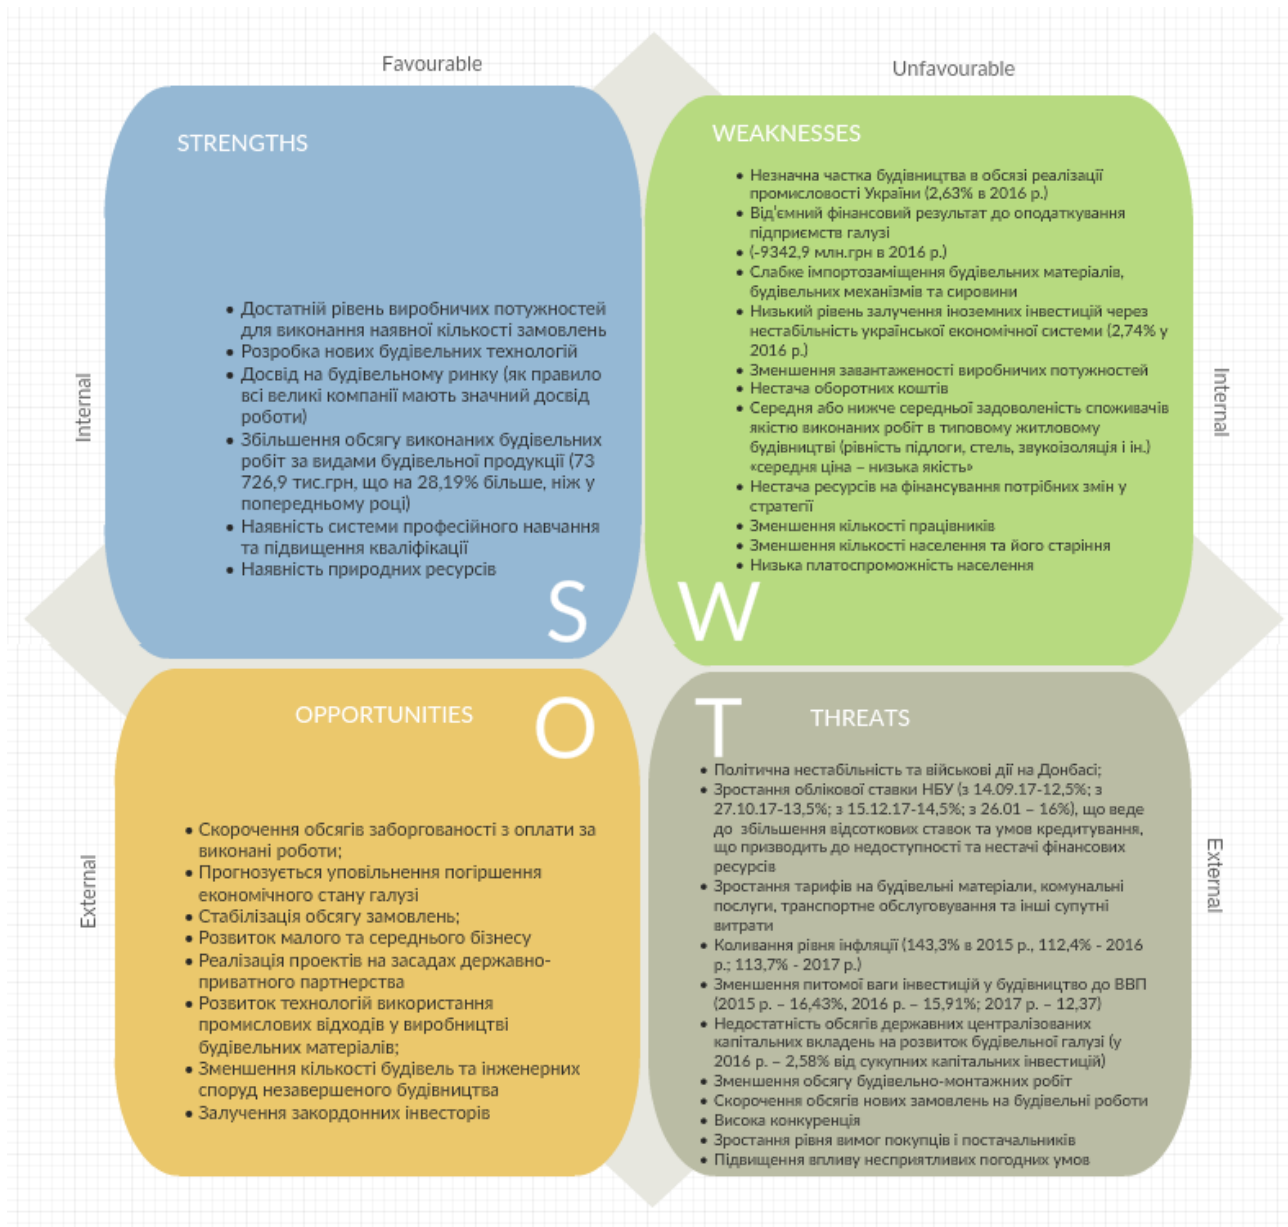 Favourable
Unfavourable
STRENGTHS
Internal
• Достатній рівень виробничих потужностей
для виконання наявної кількості замовлень
• Розробка нових будівельних технологій
• Досвід на будівельному ринку (як правило
всі великі компанії мають значний досвід
роботи)
• Збільшення обсягу виконаних будівельних
робіт за видами будівельної продукції (73
726,9 тис.грн, що на 28,19% більше, ніж у
попередньому році)
• Наявність системи професійного навчання
та підвищення кваліфікації
• Наявність природних ресурсів
S
WEAKNESSES
• Незначна частка будівництва в обсязі реалізації
промисловості України (2,63% в 2016 р.)
• Від'ємний фінансовий результат до оподаткування
підприємств галузі
• (-9342,9 млн.грн в 2016 р.)
• Слабке імпортозаміщення будівельних матеріалів,
будівельних механізмів та сировини
• Низький рівень залучення іноземних інвестицій через
нестабільність української економічної системи (2,74% у
2016 р.)
• Зменшення завантаженості виробничих потужностей
• Нестача оборотних коштів
• Середня або нижче середньої задоволеність споживачів
якістю виконаних робіт в типовому житловому
будівництві (рівність підлоги, стель, звукоізоляція і ін.)
«середня ціна – низька якість»
• Нестача ресурсів на фінансування потрібних змін у
стратегії
• Зменшення кількості працівників
• Зменшення кількості населення та його старіння
• Низька платоспроможність населення
W
Internal
OPPORTUNITIES
O
External
• Скорочення обсягів заборгованості з оплати за
виконані роботи;
• Прогнозується уповільнення погіршення
економічного стану галузі
• Стабілізація обсягу замовлень;
• Розвиток малого та середнього бізнесу
• Реалізація проектів на засадах державно-
приватного партнерства
• Розвиток технологій використання
промислових відходів у виробництві
будівельних матеріалів;
• Зменшення кількості будівель та інженерних
споруд незавершеного будівництва
• Залучення закордонних інвесторів
T
THREATS
• Політична нестабільність та військові дії на Донбасі;
• Зростання облікової ставки НБУ (з 14.09.17-12,5%; з
27.10.17-13,5%; з 15.12.17-14,5%; з 26.01 – 16%), що веде
до збільшення відсоткових ставок та умов кредитування,
що призводить до недоступності та нестачі фінансових
ресурсів
• Зростання тарифів на будівельні матеріали, комунальні
послуги, транспортне обслуговування та інші супутні
витрати
• Коливання рівня інфляції (143,3% в 2015 р., 112,4% - 2016
р.; 113,7% - 2017 р.)
• Зменшення питомої ваги інвестицій у будівництво до ВВП
(2015 р. – 16,43%, 2016 р. – 15,91%; 2017 р. – 12,37)
• Недостатність обсягів державних централізованих
капітальних вкладень на розвиток будівельної галузі (у
2016 р. – 2,58% від сукупних капітальних інвестицій)
• Зменшення обсягу будівельно-монтажних робіт
• Скорочення обсягів нових замовлень на будівельні роботи
• Висока конкуренція
• Зростання рівня вимог покупців і постачальників
• Підвищення впливу несприятливих погодних умов
External